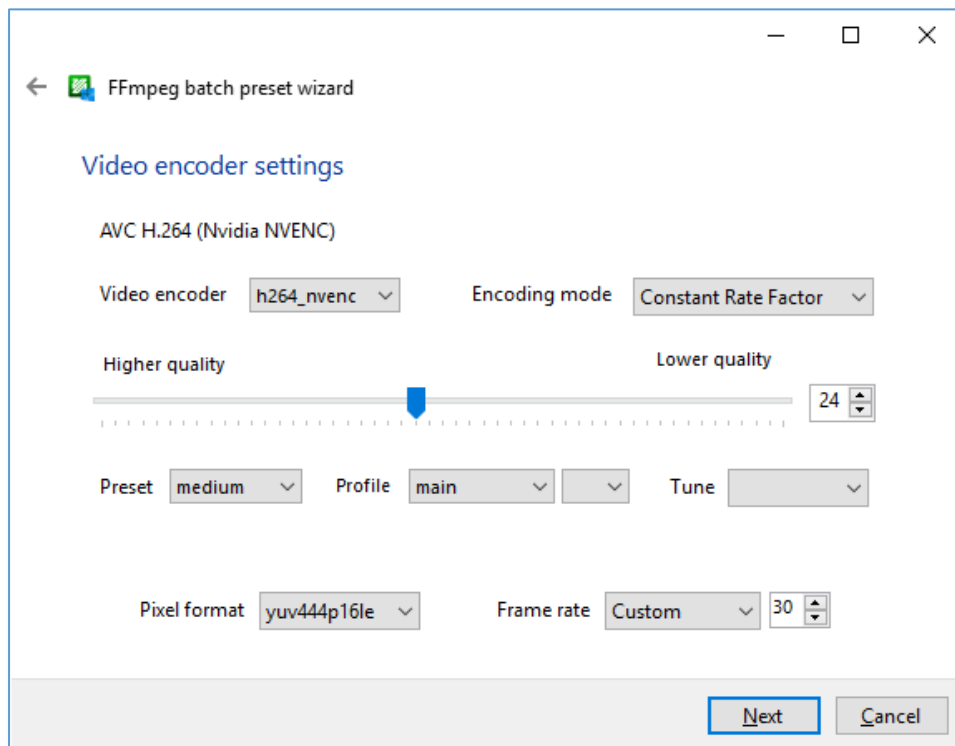 FFmpeg batch preset wizard
Video encoder settings
AVC H.264 (Nvidia NVENC)
Video encoder h264_nvenc Encoding mode Constant Rate Factor
Higher quality Lower quality
24
Preset medium Profile main Tune
Pixel format yuv444p16le Frame rate Custom 30
Next Cancel